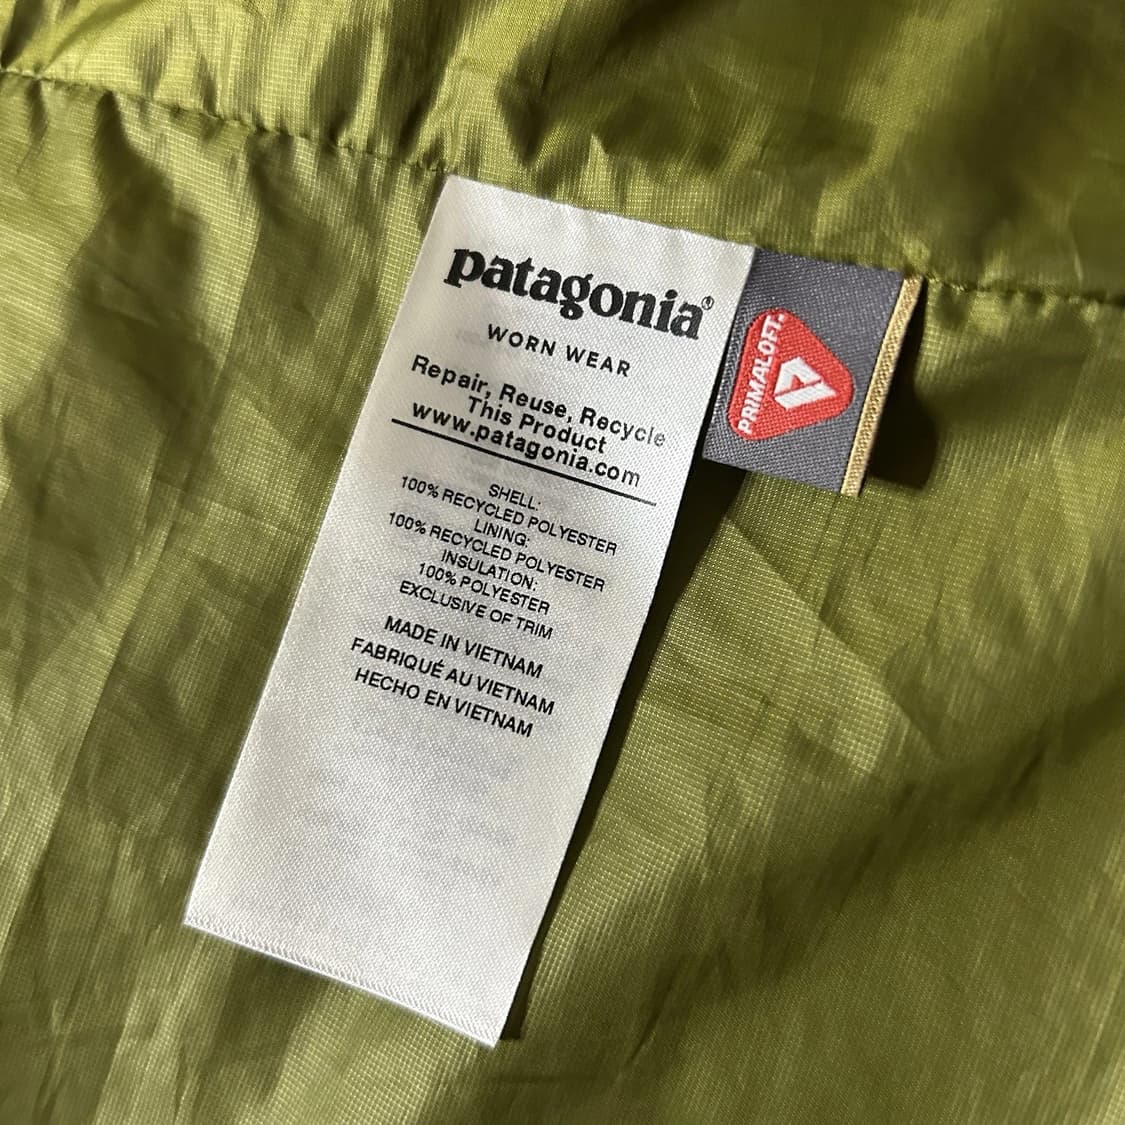 patagonia®
WORN WEAR
Repair, Reuse, Recycle
This Product
www.patagonia.com
SHELL:
100% RECYCLED POLYESTER
LINING:
100% RECYCLED POLYESTER
INSULATION:
100% POLYESTER
EXCLUSIVE OF TRIM
MADE IN VIETNAM
FABRIQUÉ AU VIETNAM
HECHO EN VIETNAM
PRIMALOFT.